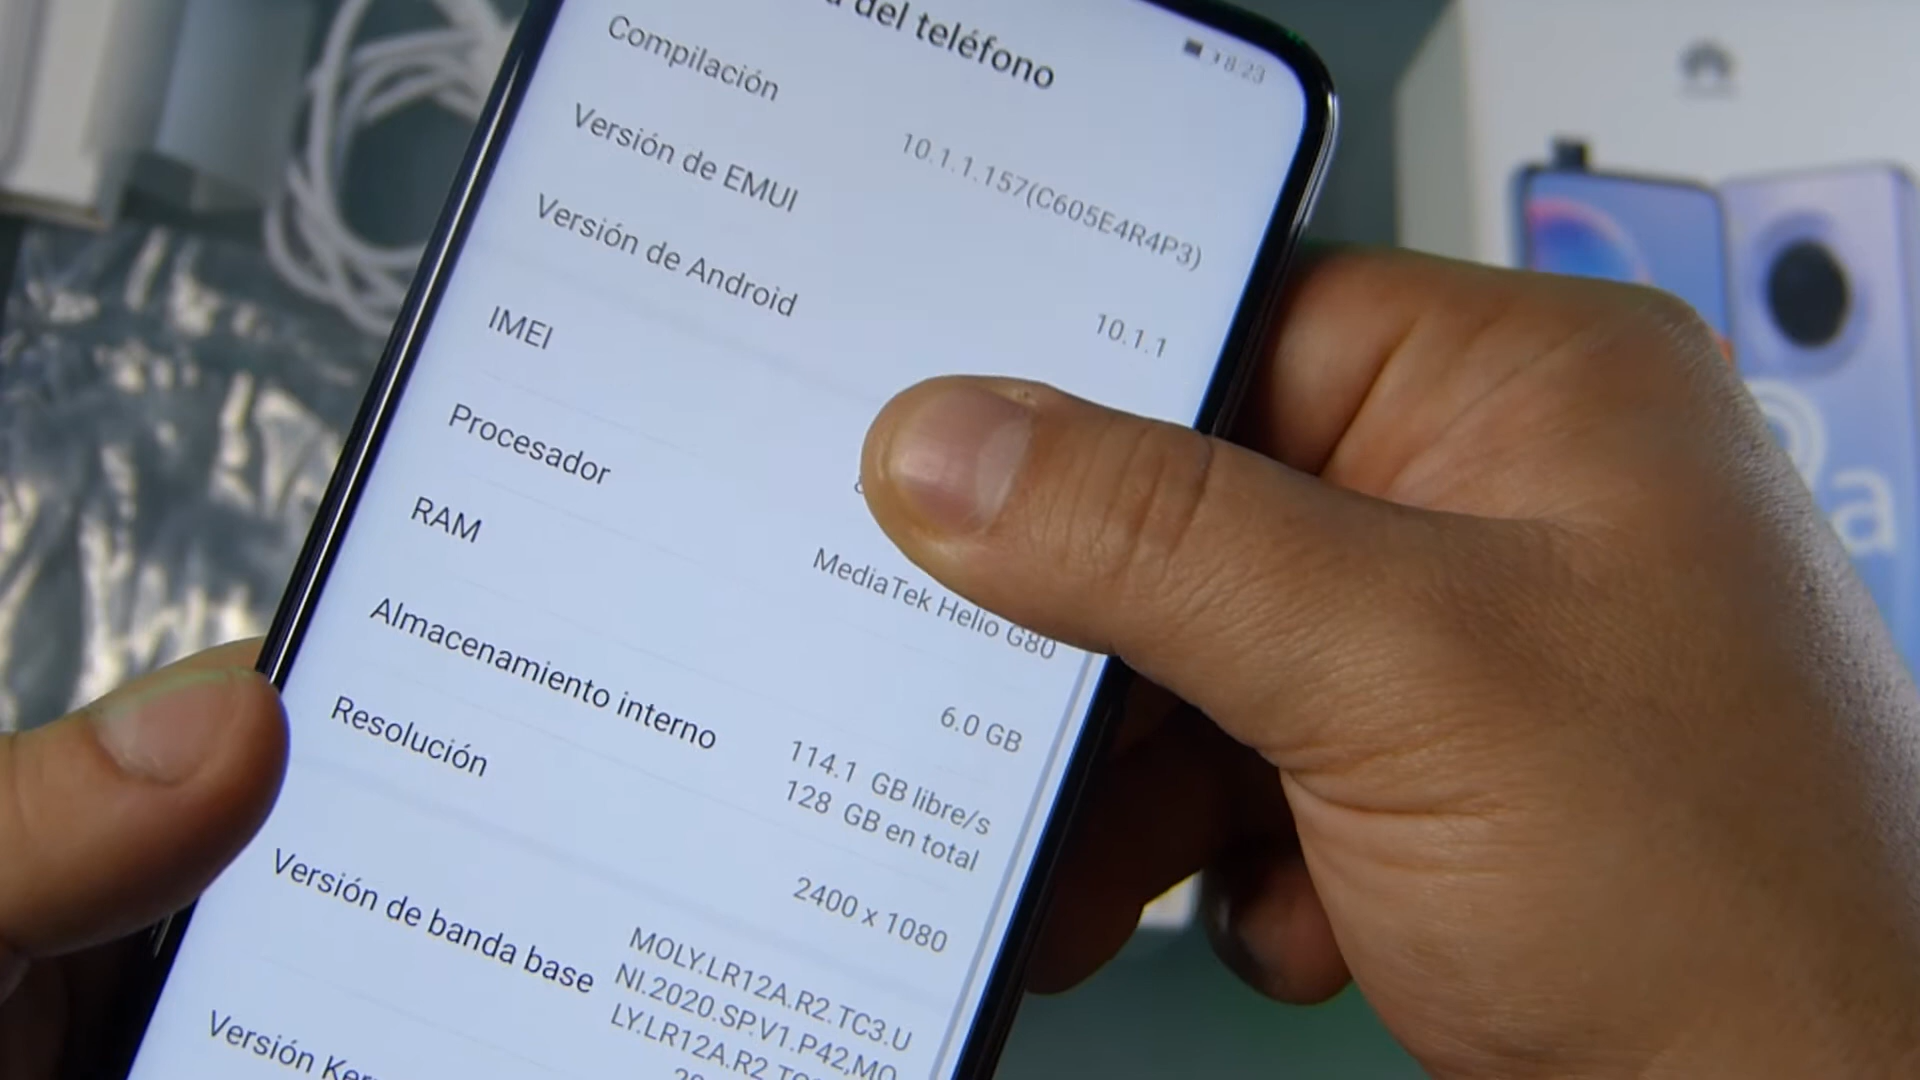 del teléfono
8:23
Compilación
10.1.1.157(C605E4R4P3)
Versión de EMUI
10.1.1
Versión de Android
IMEI
Procesador
MediaTek Helio G80
RAM
6.0 GB
Almacenamiento interno
114.1 GB libre/s
128 GB en total
Resolución
2400 x 1080
Versión de banda base
MOLY.LR12A.R2.TC3.U
NI.2020.SP.V1.P42,MO
LY.LR12A.R2
Versión
a